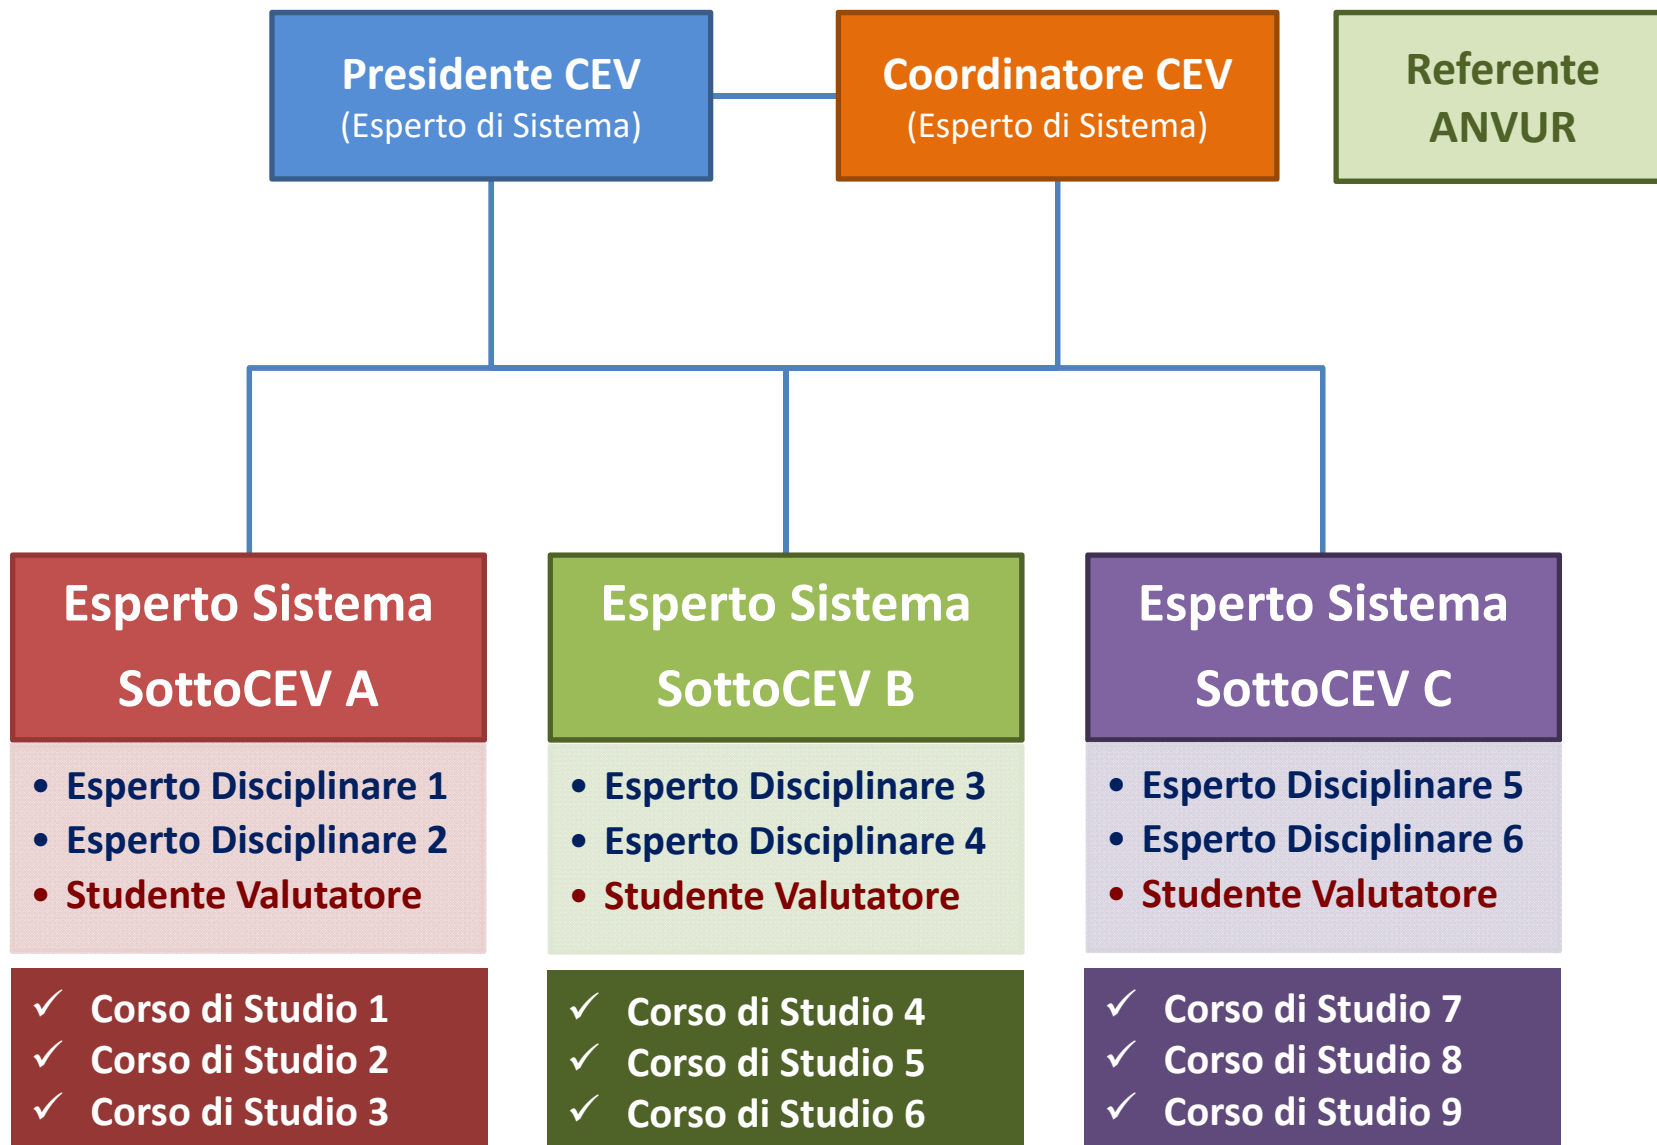 Presidente CEV
(Esperto di Sistema)
Coordinatore CEV
(Esperto di Sistema)
Referente
ANVUR
Esperto Sistema
SottoCEV A
• Esperto Disciplinare 1
• Esperto Disciplinare 2
• Studente Valutatore
✓ Corso di Studio 1
✓ Corso di Studio 2
✓ Corso di Studio 3
Esperto Sistema
SottoCEV B
• Esperto Disciplinare 3
• Esperto Disciplinare 4
• Studente Valutatore
✓ Corso di Studio 4
✓ Corso di Studio 5
✓ Corso di Studio 6
Esperto Sistema
SottoCEV C
• Esperto Disciplinare 5
• Esperto Disciplinare 6
• Studente Valutatore
✓ Corso di Studio 7
✓ Corso di Studio 8
✓ Corso di Studio 9